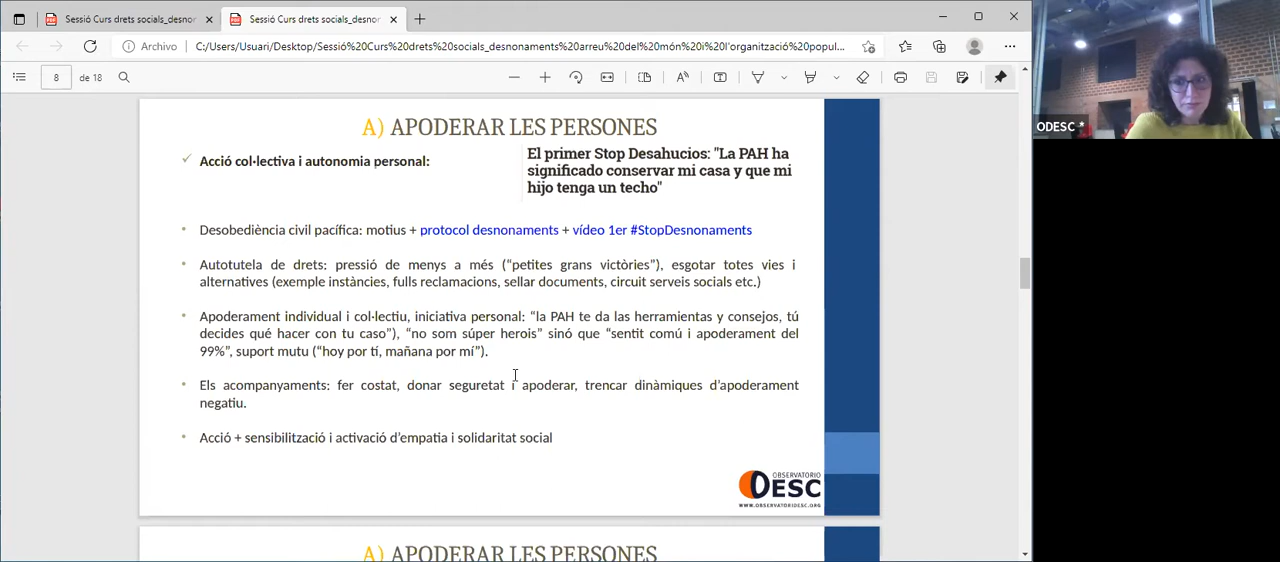 Sessió Curs drets socials_desnor
Sessió Curs drets socials_desnor
Archivo
C:/Users/Usuari/Desktop/Sessió%20Curs%20drets%20socials_desnonaments%20arreu%20del%20món%20i%20l'organització%20popul...
8
de 18
A) APODERAR LES PERSONES
✓ Acció col·lectiva i autonomia personal:
El primer Stop Desahucios: "La PAH ha
significado conservar mi casa y que mi
hijo tenga un techo"
• Desobediència civil pacífica: motius + protocol desnonaments + vídeo 1er #StopDesnonaments
• Autotutela de drets: pressió de menys a més (“petites grans victòries”), esgotar totes vies i
alternatives (exemple instàncies, fulls reclamacions, sellar documents, circuit serveis socials etc.)
• Apoderament individual i col·lectiu, iniciativa personal: “la PAH te da las herramientas y consejos, tú
decides qué hacer con tu caso”), “no som súper herois” sinó que “sentit comú i apoderament del
99%”, suport mutu (“hoy por tí, mañana por mí”).
• Els acompanyaments: fer costat, donar seguretat i apoderar, trencar dinàmiques d’apoderament
negatiu.
• Acció + sensibilització i activació d’empatia i solidaritat social
OBSERVATORIO
DESC
WWW.OBSERVATORIDESC.ORG
A) APODERAR LES PERSONES
ODESC *